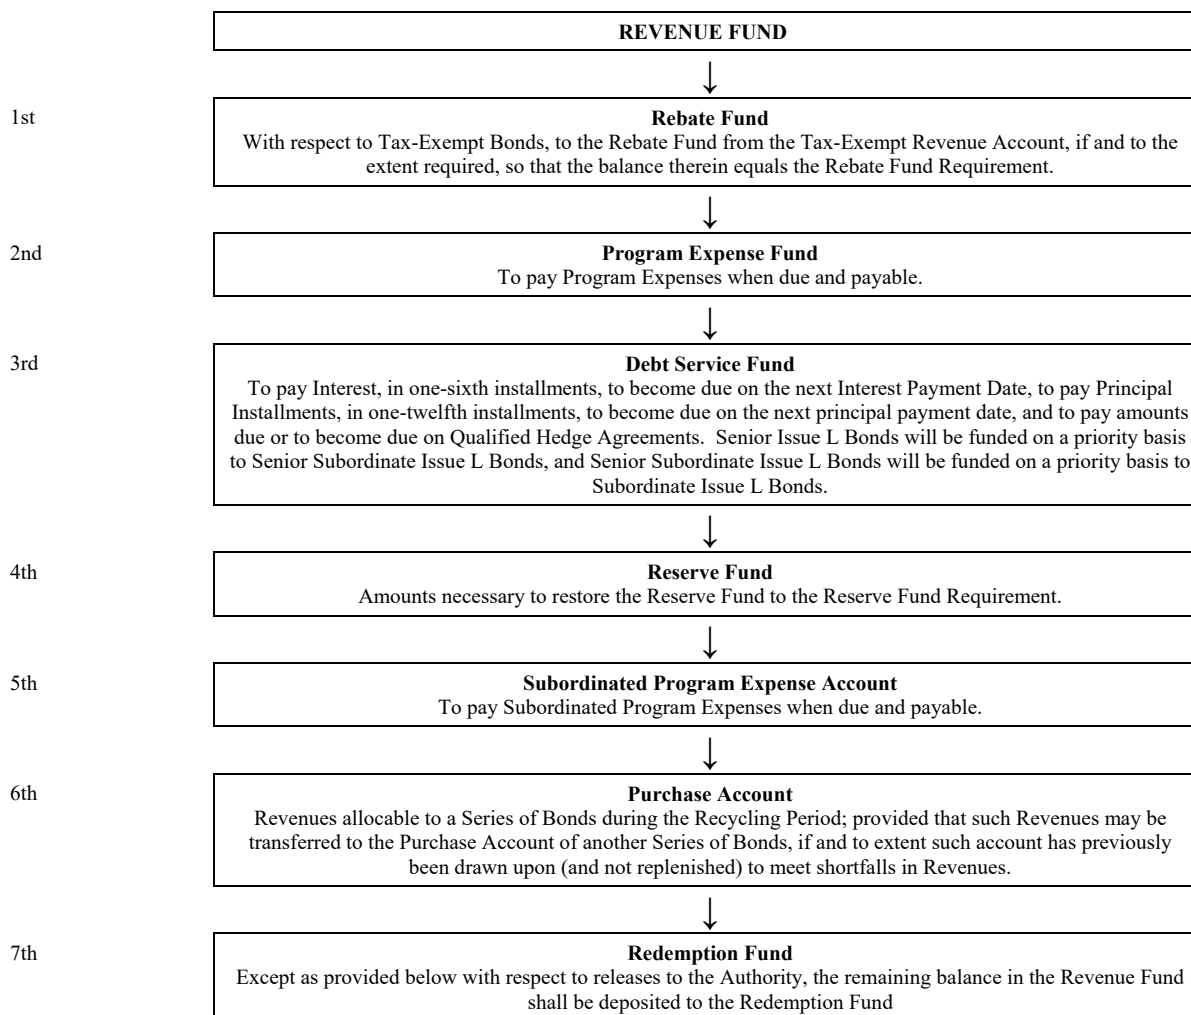 REVENUE FUND
↓
1st
Rebate Fund
With respect to Tax-Exempt Bonds, to the Rebate Fund from the Tax-Exempt Revenue Account, if and to the
extent required, so that the balance therein equals the Rebate Fund Requirement.
↓
2nd
Program Expense Fund
To pay Program Expenses when due and payable.
↓
3rd
Debt Service Fund
To pay Interest, in one-sixth installments, to become due on the next Interest Payment Date, to pay Principal
Installments, in one-twelfth installments, to become due on the next principal payment date, and to pay amounts
due or to become due on Qualified Hedge Agreements.  Senior Issue L Bonds will be funded on a priority basis
to Senior Subordinate Issue L Bonds, and Senior Subordinate Issue L Bonds will be funded on a priority basis to
Subordinate Issue L Bonds.
↓
4th
Reserve Fund
Amounts necessary to restore the Reserve Fund to the Reserve Fund Requirement.
↓
5th
Subordinated Program Expense Account
To pay Subordinated Program Expenses when due and payable.
↓
6th
Purchase Account
Revenues allocable to a Series of Bonds during the Recycling Period; provided that such Revenues may be
transferred to the Purchase Account of another Series of Bonds, if and to extent such account has previously
been drawn upon (and not replenished) to meet shortfalls in Revenues.
↓
7th
Redemption Fund
Except as provided below with respect to releases to the Authority, the remaining balance in the Revenue Fund
shall be deposited to the Redemption Fund